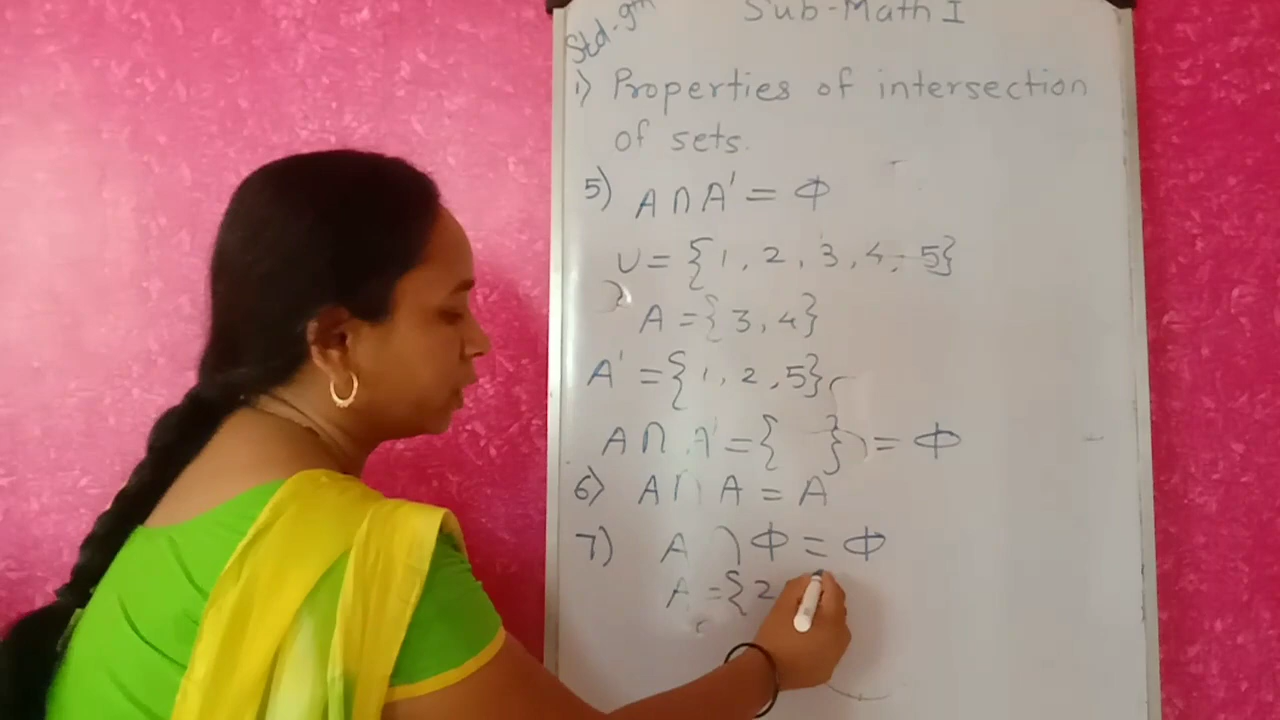 Sub-Math I
Std-9th
1) Properties of intersection
of sets.
5) A∩A' = Φ
U = {1, 2, 3, 4, 5}
A = {3, 4}
A' = {1, 2, 5}
A∩A' = { } = Φ
6) A∩A = A
7) A∩Φ = Φ
A = {2